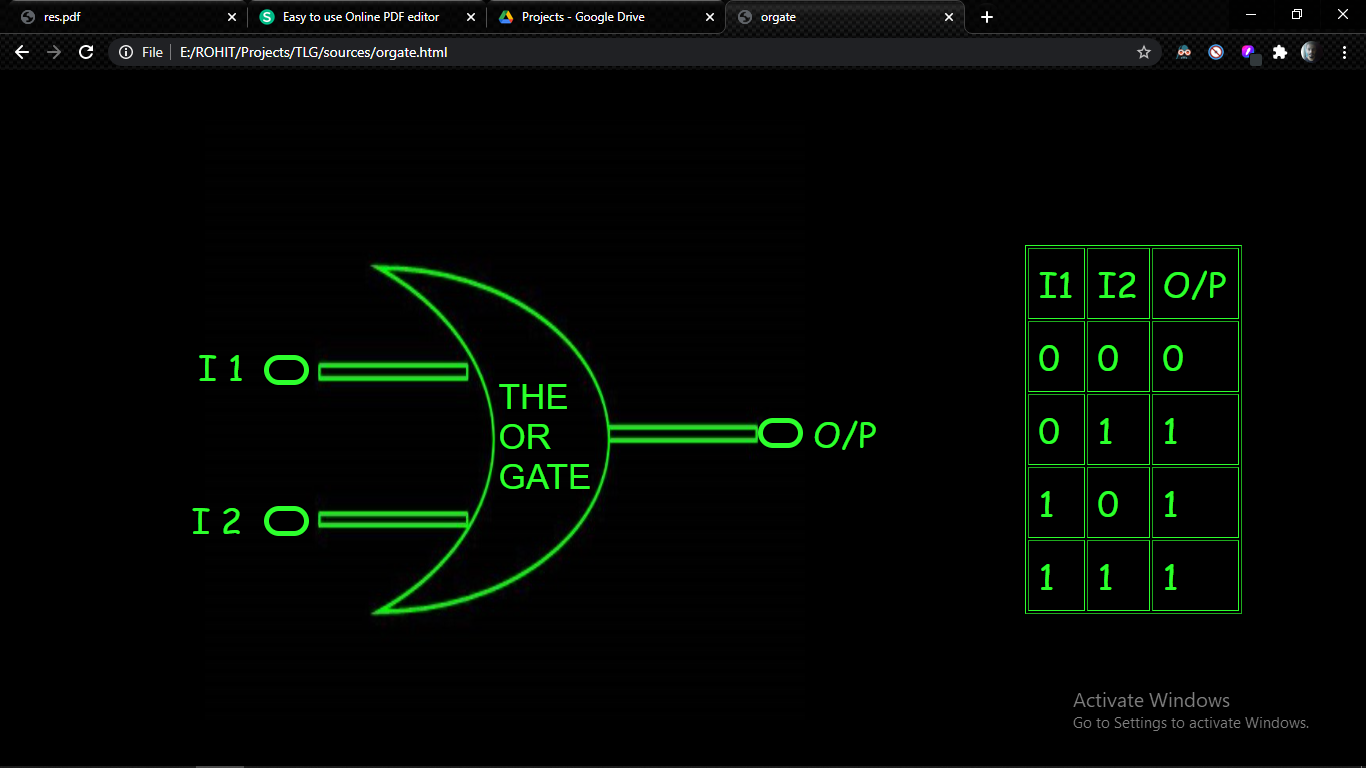 res.pdf
Easy to use Online PDF editor
Projects - Google Drive
orgate
File E:/ROHIT/Projects/TLG/sources/orgate.html
I 1
I 2
THE
OR
GATE
O/P
I1 I2 O/P
0 0 0
0 1 1
1 0 1
1 1 1
Activate Windows
Go to Settings to activate Windows.